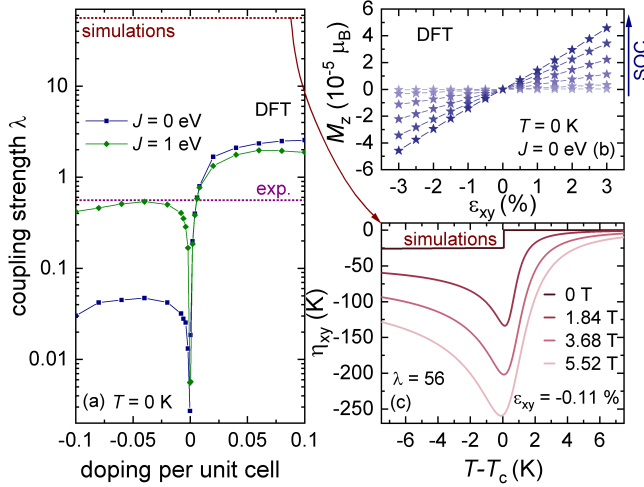 simulations
DFT
J = 0 eV
J = 1 eV
exp.
(a) T = 0 K
coupling strength λ
10
1
0.1
0.01
-0.1 -0.05 0 0.05 0.1
doping per unit cell
M_z (10^-5 μ_B)
6
4
2
0
-2
-4
-6
DFT
T = 0 K
J = 0 eV (b)
SOC
-3 -2 -1 0 1 2 3
ε_xy (%)
η_xy (K)
0
-50
-100
-150
-200
-250
simulations
0 T
1.84 T
3.68 T
5.52 T
λ = 56
(c)
ε_xy = -0.11 %
-6 -4 -2 0 2 4 6
T-T_c (K)